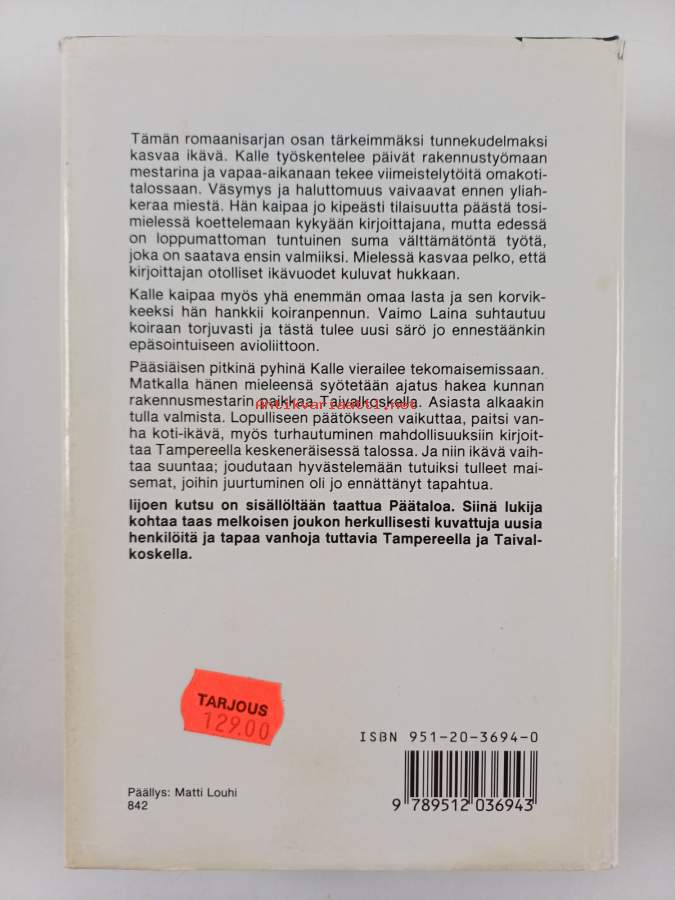 Tämän romaanisarjan osan tärkeimmäksi tunnekudelmaksi
kasvaa ikävä. Kalle työskentelee päivät rakennustyömaan
mestarina ja vapaa-aikanaan tekee viimeistelytöitä omakoti-
talossaan. Väsymys ja haluttomuus vaivaavat ennen yliah-
keraa miestä. Hän kaipaa jo kipeästi tilaisuutta päästä tosi-
mielessä koettelemaan kykyään kirjoittajana, mutta edessä
on loppumattoman tuntuinen suma välttämätöntä työtä,
joka on saatava ensin valmiiksi. Mielessä kasvaa pelko, että
kirjoittajan otolliset ikävuodet kuluvat hukkaan.
Kalle kaipaa myös yhä enemmän omaa lasta ja sen korvik-
keeksi hän hankkii koiranpennun. Vaimo Laina suhtautuu
koiraan torjuvasti ja tästä tulee uusi särö jo ennestäänkin
epäsointuiseen avioliittoon.
Pääsiäisen pitkinä pyhinä Kalle vierailee tekomaisemissaan.
Matkalla hänen mieleensä syötetään ajatus hakea kunnan
rakennusmestarin paikkaa Taivalkoskella. Asiasta alkaakin
antikvariaatti.net
tulla valmista. Lopulliseen päätökseen vaikuttaa, paitsi van-
ha koti-ikävä, myös turhautuminen mahdollisuuksiin kirjoit-
taa Tampereella keskeneräisessä talossa. Ja niin ikävä vaih-
taa suuntaa; joudutaan hyvästelemään tutuiksi tulleet mai-
semat, joihin juurtuminen oli jo ennättänyt tapahtua.
Iijoen kutsu on sisällöltään taattua Päätaloa. Siinä lukija
kohtaa taas melkoisen joukon herkullisesti kuvattuja uusia
henkilöitä ja tapaa vanhoja tuttavia Tampereella ja Taival-
koskella.
TARJOUS
129.00
ISBN 951-20-3694-0
Päällys: Matti Louhi
842
9 789512 036943